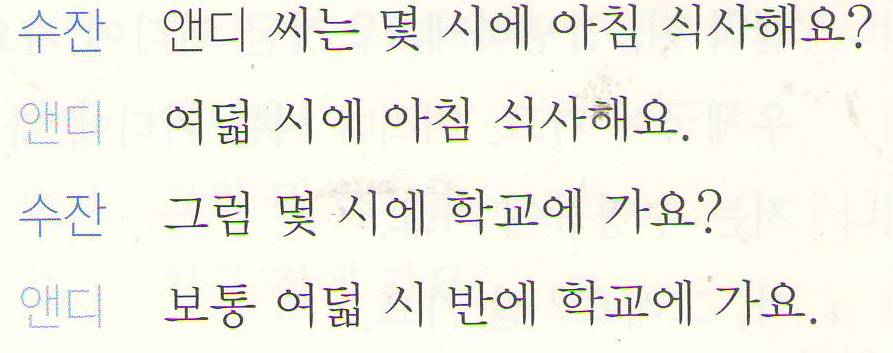 수잔 앤디 씨는 몇 시에 아침 식사해요?
앤디 여덟 시에 아침 식사해요.
수잔 그럼 몇 시에 학교에 가요?
앤디 보통 여덟 시 반에 학교에 가요.